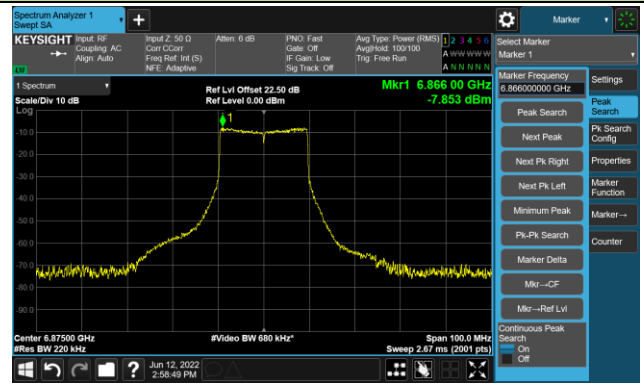 Spectrum Analyzer 1
Swept SA
Marker
KEYSIGHT
Input: RF
Coupling: AC
Align: Auto
Input Z: 50 Ω
Corr CCorr
Freq Ref: Int (S)
NFE: Adaptive
Atten: 6 dB
PNO: Fast
Gate: Off
IF Gain: Low
Sig Track: Off
Avg Type: Power (RMS)
Avg|Hold: 100/100
Trig: Free Run
1 2 3 4 5 6
A W W W W W
A N N N N N
Select Marker
Marker 1
1 Spectrum
Scale/Div 10 dB
Ref Lvl Offset 22.50 dB
Ref Level 0.00 dBm
Mkr1 6.866 00 GHz
-7.853 dBm
Log
1
-10.0
-20.0
-30.0
-40.0
-50.0
-60.0
-70.0
-80.0
-90.0
Center 6.87500 GHz
#Res BW 220 kHz
#Video BW 680 kHz*
Span 100.0 MHz
Sweep 2.67 ms (2001 pts)
Marker Frequency
6.866000000 GHz
Peak Search
Next Peak
Next Pk Right
Next Pk Left
Minimum Peak
Pk-Pk Search
Marker Delta
Mkr→CF
Mkr→Ref Lvl
Continuous Peak
Search
On
Off
Settings
Peak
Search
Pk Search
Config
Properties
Marker
Function
Marker→
Counter
?
Jun 12, 2022
2:58:49 PM